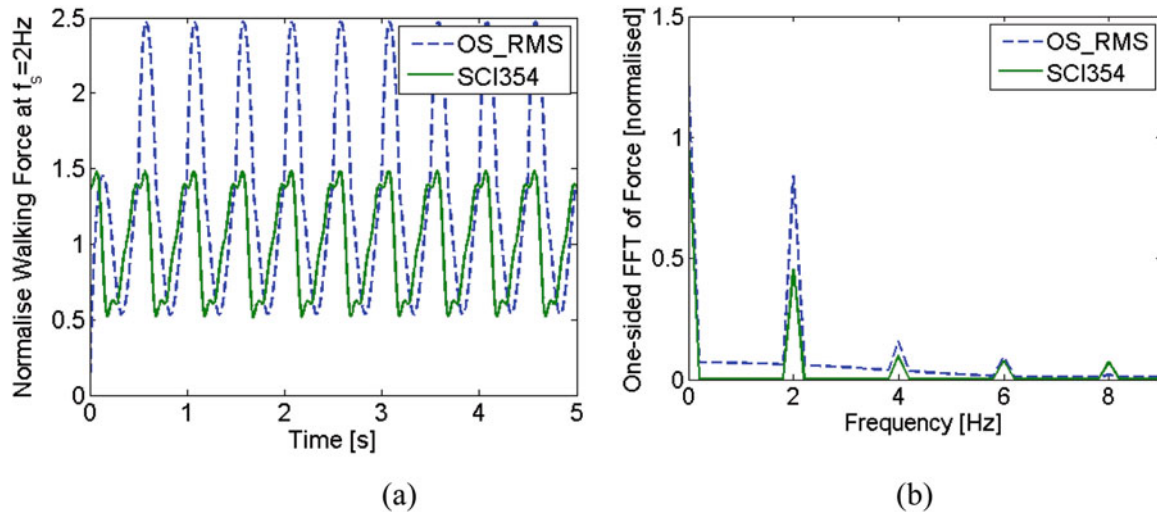 Normalise Walking Force at f_s=2Hz
2.5
2
1.5
1
0.5
0
0 1 2 3 4 5
Time [s]
OS_RMS
SCI354
(a)
One-sided FFT of Force [normalised]
1.5
1
0.5
0
0 2 4 6 8
Frequency [Hz]
OS_RMS
SCI354
(b)